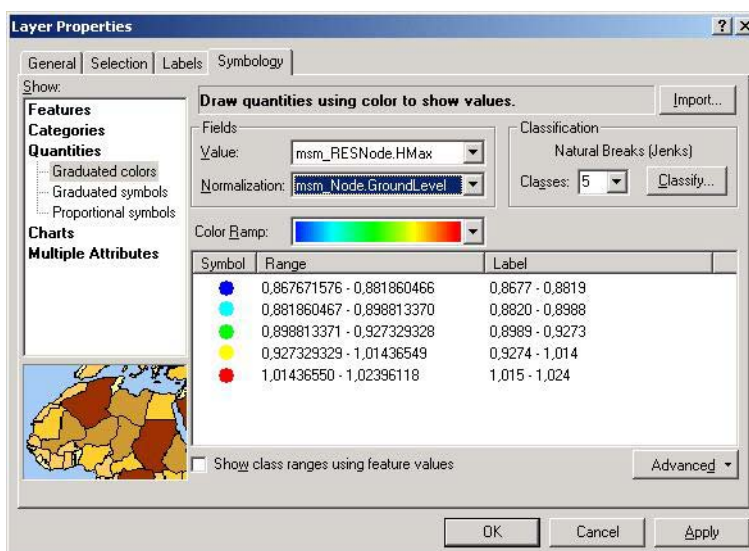 Layer Properties
General Selection Labels Symbology
Show:
Features
Categories
Quantities
Graduated colors
Graduated symbols
Proportional symbols
Charts
Multiple Attributes
Draw quantities using color to show values.
Import...
Fields
Value: msm_RESNode.HMax
Normalization: msm_Node.GroundLevel
Classification
Natural Breaks (Jenks)
Classes: 5 Classify...
Color Ramp:
Symbol Range Label
0,867671576 - 0,881860466 0,8677 - 0,8819
0,881860467 - 0,898813370 0,8820 - 0,8988
0,898813371 - 0,927329328 0,8989 - 0,9273
0,927329329 - 1,01436549 0,9274 - 1,014
1,01436550 - 1,02396118 1,015 - 1,024
Show class ranges using feature values
Advanced
OK Cancel Apply